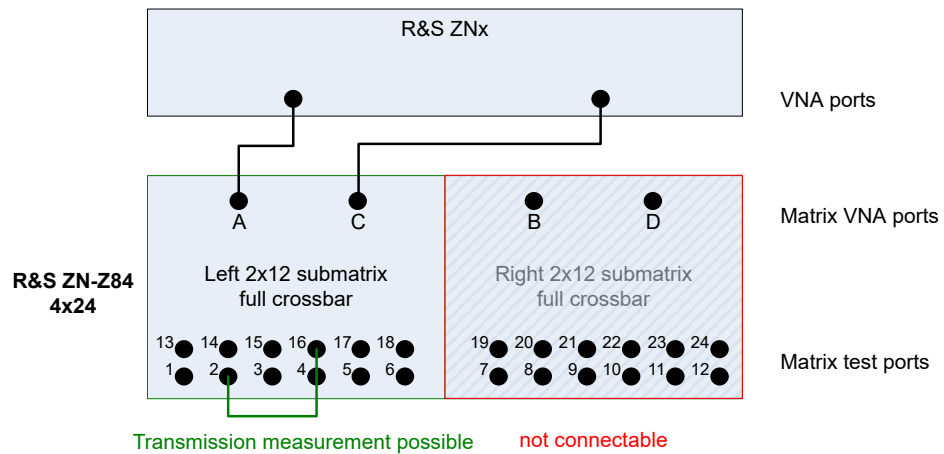 R&S ZNx
VNA ports
A C B D
Matrix VNA ports
R&S ZN-Z84
4x24
Left 2x12 submatrix
full crossbar
Right 2x12 submatrix
full crossbar
13 14 15 16 17 18 19 20 21 22 23 24
1 2 3 4 5 6 7 8 9 10 11 12
Matrix test ports
Transmission measurement possible
not connectable